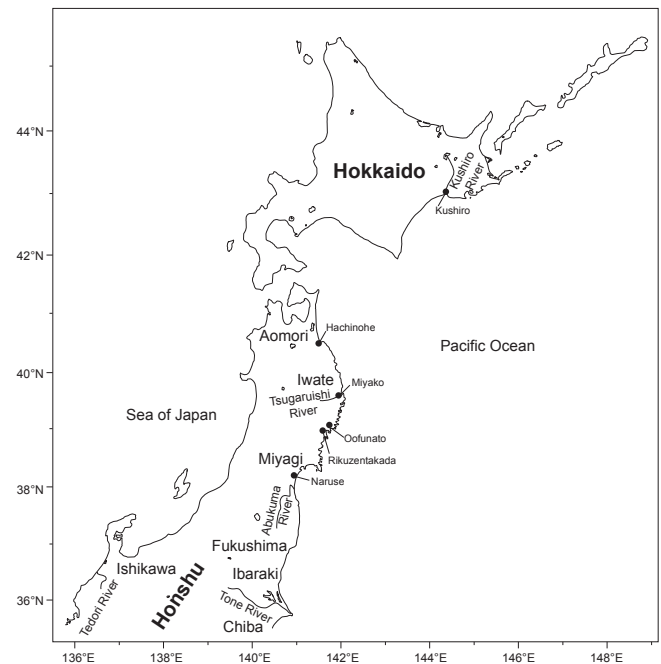 44°N
42°N
40°N
38°N
36°N
136°E
138°E
140°E
142°E
144°E
146°E
148°E
Hokkaido
Kushiro
River
Kushiro
Hachinohe
Aomori
Pacific Ocean
Iwate
Miyako
Tsugaruishi
River
Sea of Japan
Oofunato
Rikuzentakada
Miyagi
Naruse
Abukuma
River
Fukushima
Ishikawa
Ibaraki
Honshu
Tedori River
Tone River
Chiba